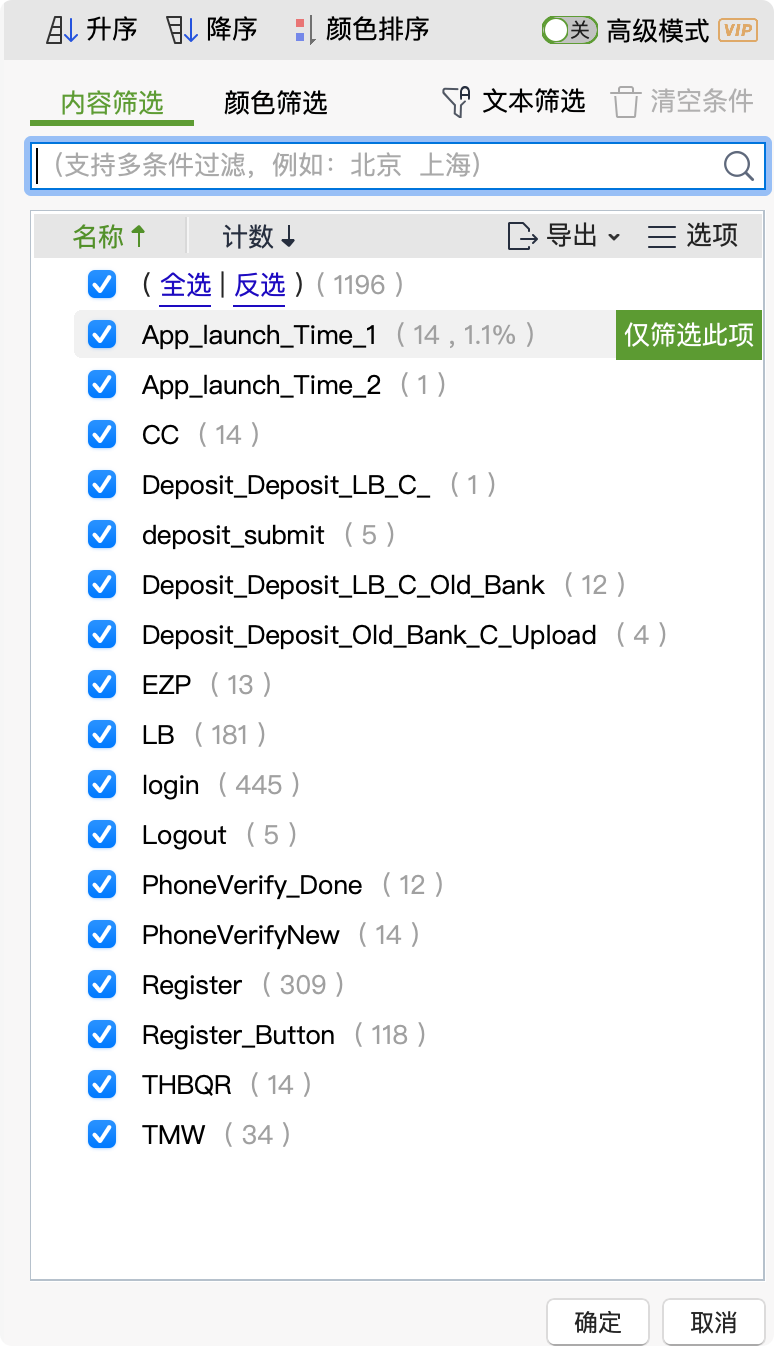 升序 降序 颜色排序 关 高级模式 VIP
内容筛选 颜色筛选 文本筛选 清空条件
（支持多条件过滤，例如：北京 上海）
名称↑ 计数↓ 导出 选项
（全选 | 反选）（1196）
App_launch_Time_1 （14 , 1.1%） 仅筛选此项
App_launch_Time_2 （1）
CC （14）
Deposit_Deposit_LB_C_ （1）
deposit_submit （5）
Deposit_Deposit_LB_C_Old_Bank （12）
Deposit_Deposit_Old_Bank_C_Upload （4）
EZP （13）
LB （181）
login （445）
Logout （5）
PhoneVerify_Done （12）
PhoneVerifyNew （14）
Register （309）
Register_Button （118）
THBQR （14）
TMW （34）
确定 取消